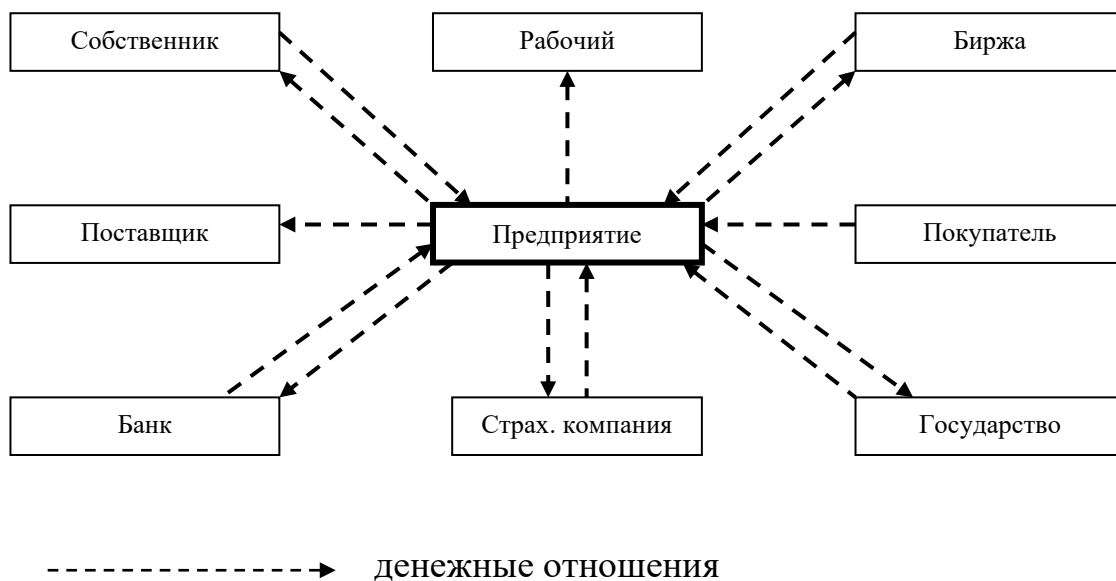 Собственник
Рабочий
Биржа
Поставщик
Предприятие
Покупатель
Банк
Страх. компания
Государство
денежные отношения